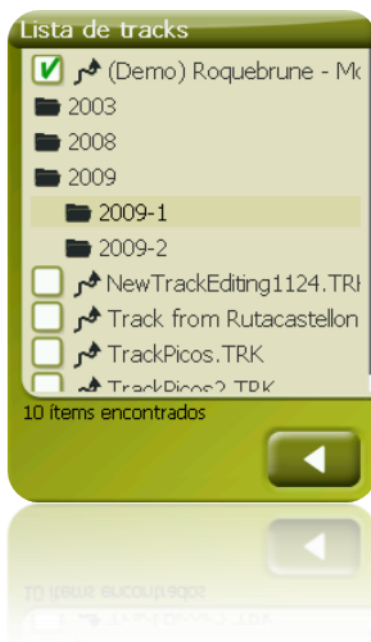 Lista de tracks
(Demo) Roquebrune - Mo
2003
2008
2009
2009-1
2009-2
NewTrackEditing1124.TR
Track from Rutacastellon
TrackPicos.TRK
TrackPicos2.TRK
10 ítems encontrados